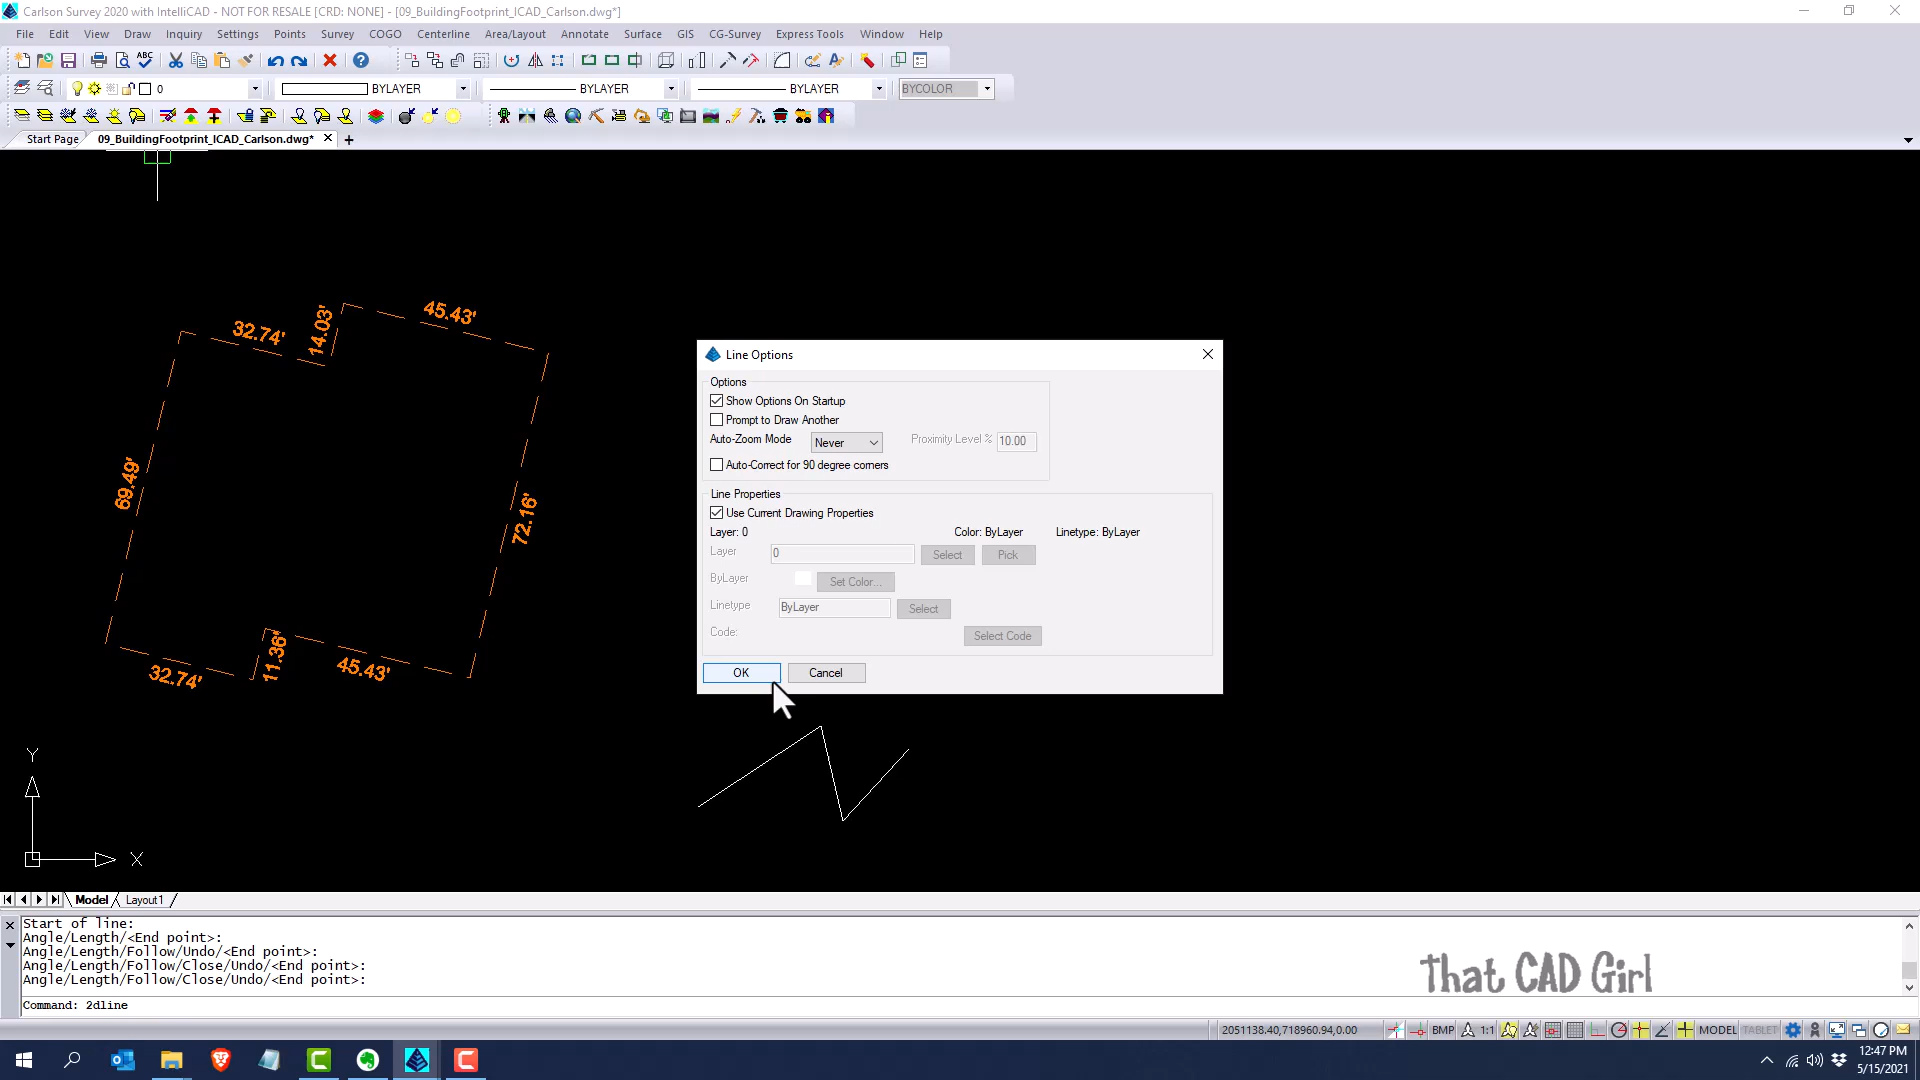 Carlson Survey 2020 with IntelliCAD - NOT FOR RESALE [CRD: NONE] - [09_BuildingFootprint_ICAD_Carlson.dwg*]
File Edit View Draw Inquiry Settings Points Survey COGO Centerline Area/Layout Annotate Surface GIS CG-Survey Express Tools Window Help
ABC
0 BYLAYER BYLAYER BYLAYER BYCOLOR
Start Page 09_BuildingFootprint_ICAD_Carlson.dwg*
45.43'
32.74'
14.03'
69.49'
72.16'
32.74'
11.36'
45.43'
Line Options
Options
Show Options On Startup
Prompt to Draw Another
Auto-Zoom Mode Never Proximity Level % 10.00
Auto-Correct for 90 degree corners
Line Properties
Use Current Drawing Properties
Layer: 0 Color: ByLayer Linetype: ByLayer
Layer 0 Select Pick
ByLayer Set Color...
Linetype ByLayer Select
Code: Select Code
OK Cancel
Y
X
Model Layout1
Start of line:
Angle/Length/<End point>:
Angle/Length/Follow/Undo/<End point>:
Angle/Length/Follow/Close/Undo/<End point>:
Angle/Length/Follow/Close/Undo/<End point>:
Command: 2dline
That CAD Girl
2051138.40,718960.94,0.00 BMP 1:1 MODEL TABLET
12:47 PM
5/15/2021